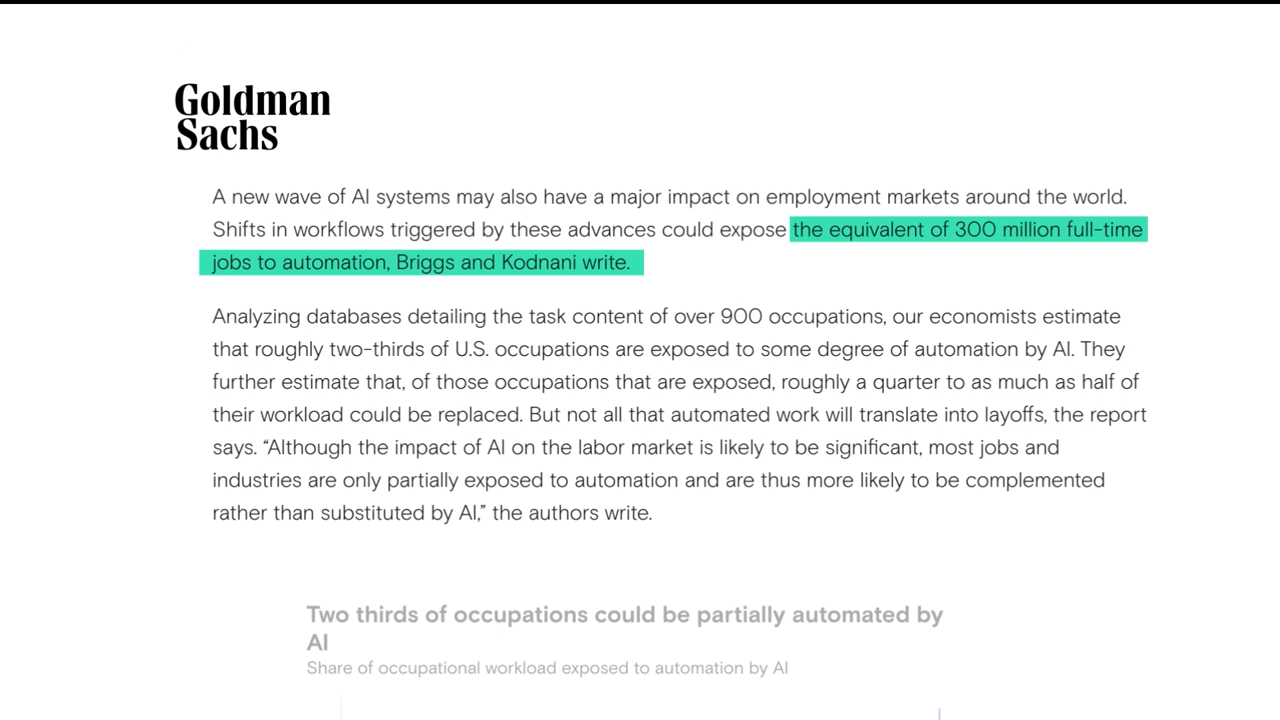 Goldman
Sachs
A new wave of AI systems may also have a major impact on employment markets around the world.
Shifts in workflows triggered by these advances could expose the equivalent of 300 million full-time
jobs to automation, Briggs and Kodnani write.
Analyzing databases detailing the task content of over 900 occupations, our economists estimate
that roughly two-thirds of U.S. occupations are exposed to some degree of automation by AI. They
further estimate that, of those occupations that are exposed, roughly a quarter to as much as half of
their workload could be replaced. But not all that automated work will translate into layoffs, the report
says. “Although the impact of AI on the labor market is likely to be significant, most jobs and
industries are only partially exposed to automation and are thus more likely to be complemented
rather than substituted by AI,” the authors write.
Two thirds of occupations could be partially automated by
AI
Share of occupational workload exposed to automation by AI